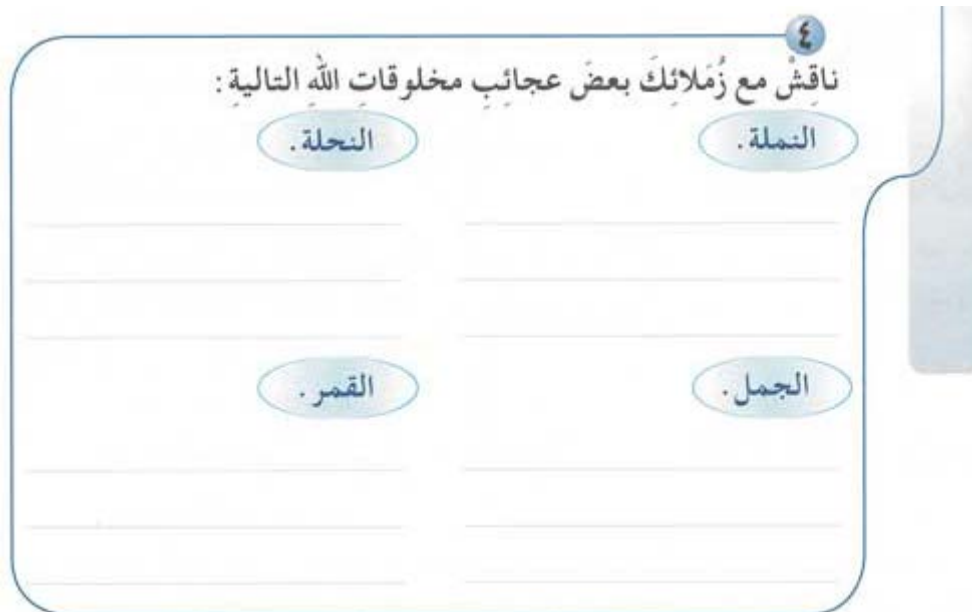 ٤
ناقِشْ مع زُمَلائِكَ بعضَ عجائِبِ مخلوقاتِ اللهِ التاليةِ :
النملة .
النحلة .
الجمل .
القمر .